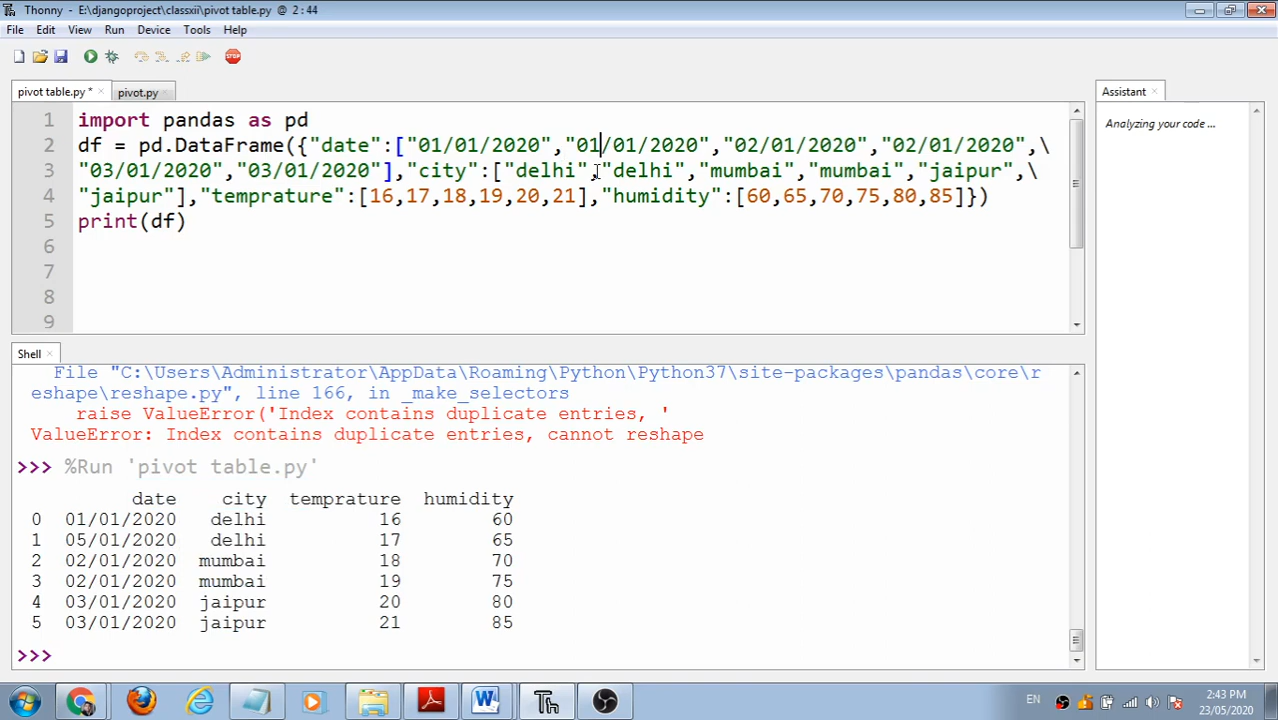 Thonny - E:\djangoproject\classxii\pivot table.py @ 2 : 44
File Edit View Run Device Tools Help
STOP
pivot table.py * × pivot.py × Assistant ×
Analyzing your code ...
1 import pandas as pd
2 df = pd.DataFrame({"date":["01/01/2020","01/01/2020","02/01/2020","02/01/2020",\
3 "03/01/2020","03/01/2020"],"city":["delhi","delhi","mumbai","mumbai","jaipur",\
4 "jaipur"],"temprature":[16,17,18,19,20,21],"humidity":[60,65,70,75,80,85]})
5 print(df)
6
7
8
9
Shell ×
File "C:\Users\Administrator\AppData\Roaming\Python\Python37\site-packages\pandas\core\r
eshape\reshape.py", line 166, in _make_selectors
raise ValueError('Index contains duplicate entries, '
ValueError: Index contains duplicate entries, cannot reshape
>>> %Run 'pivot table.py'
date city temprature humidity
0 01/01/2020 delhi 16 60
1 05/01/2020 delhi 17 65
2 02/01/2020 mumbai 18 70
3 02/01/2020 mumbai 19 75
4 03/01/2020 jaipur 20 80
5 03/01/2020 jaipur 21 85
>>>
EN
2:43 PM
23/05/2020